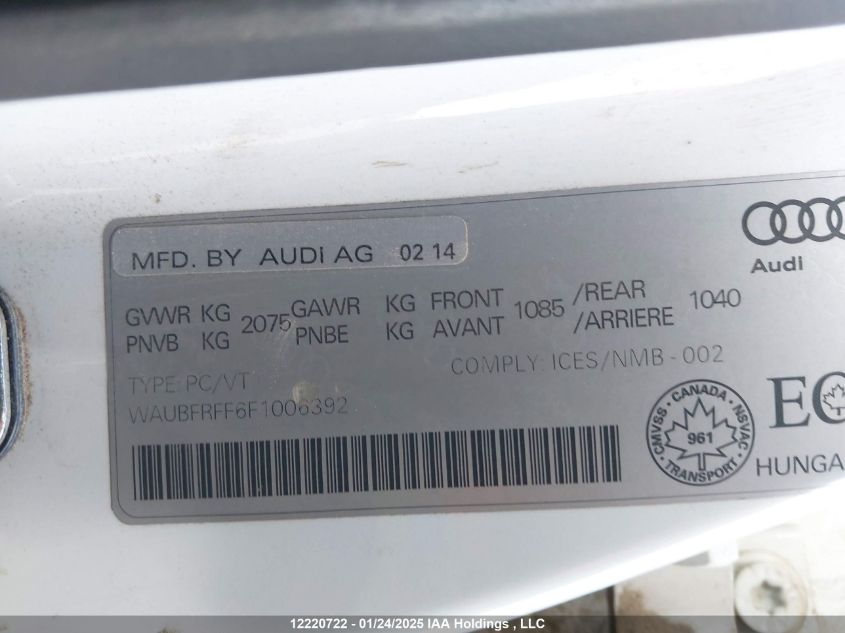 MFD. BY AUDI AG 02 14
Audi
GVWR KG 2075 GAWR KG FRONT 1085 /REAR 1040
PNVB KG PNBE KG AVANT /ARRIERE
COMPLY: ICES/NMB - 002
TYPE: PC/VT
WAUBFRFF6F1006392
CMVSS - CANADA - NSVAC
961
TRANSPORT
HUNGA
12220722 - 01/24/2025 IAA Holdings , LLC